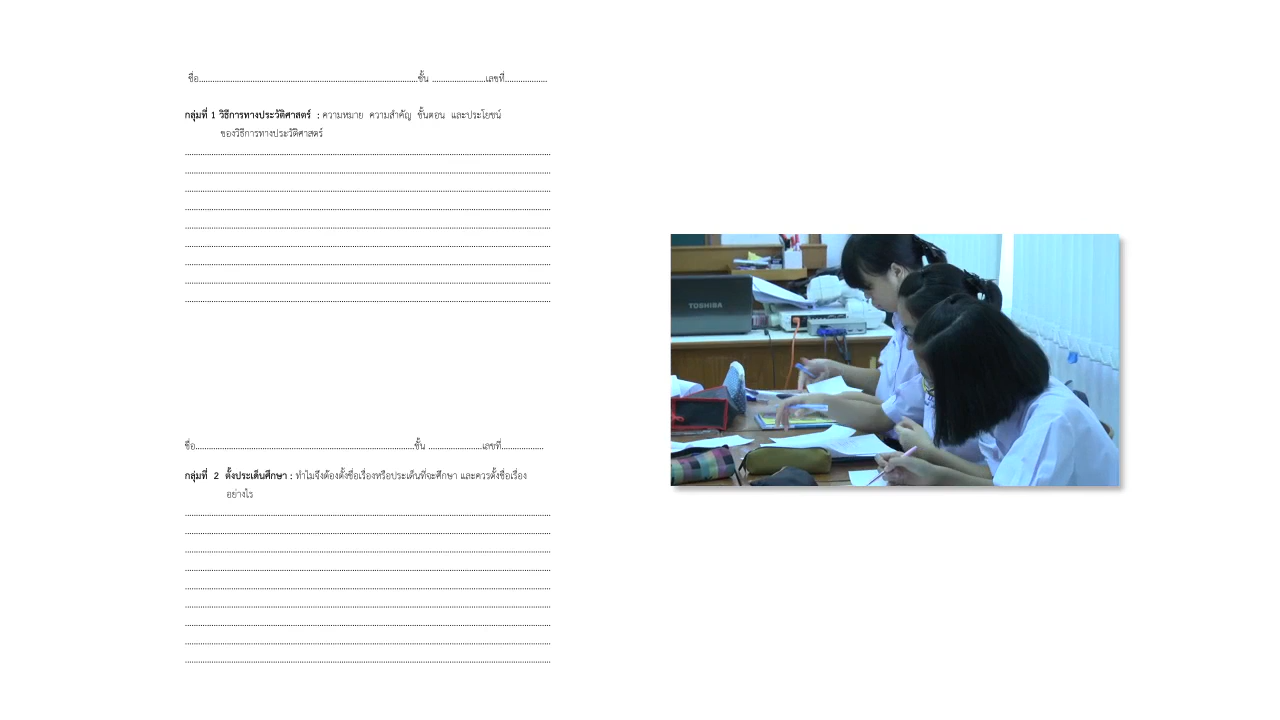 ชื่อ..............................................................................................ชั้น .......................เลขที่..................
กลุ่มที่ 1 วิธีการทางประวัติศาสตร์ : ความหมาย ความสำคัญ ขั้นตอน และประโยชน์
ของวิธีการทางประวัติศาสตร์
ชื่อ..............................................................................................ชั้น .......................เลขที่..................
กลุ่มที่ 2 ตั้งประเด็นศึกษา : ทำไมจึงต้องตั้งชื่อเรื่องหรือประเด็นที่จะศึกษา และควรตั้งชื่อเรื่อง
อย่างไร
TOSHIBA